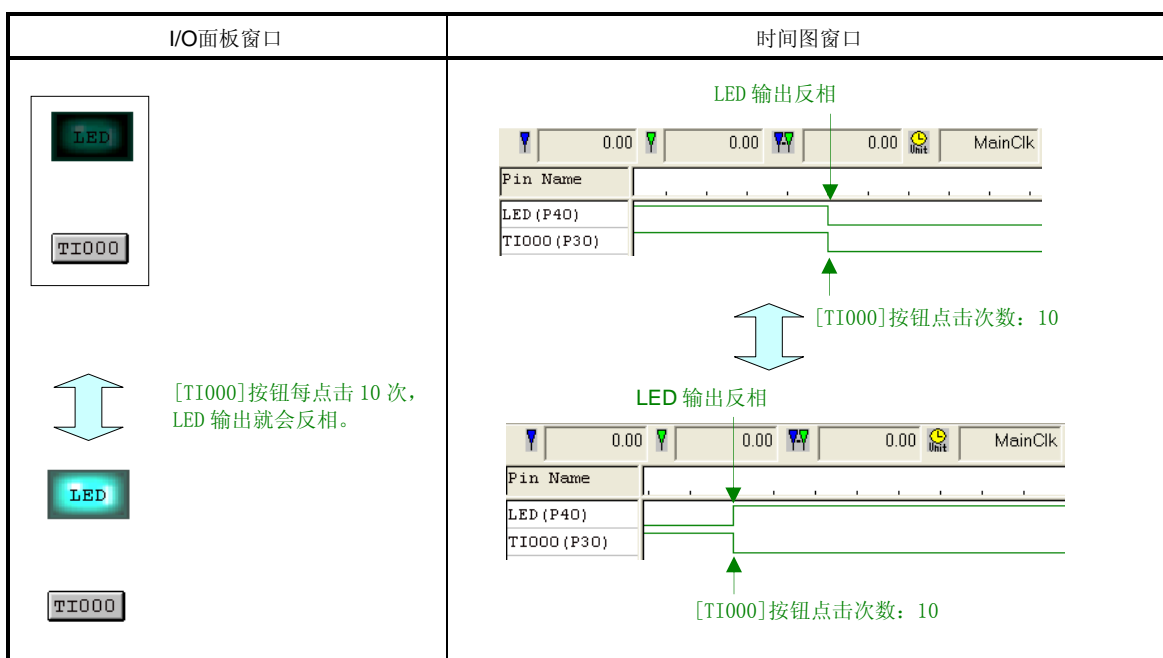 I/O面板窗口
时间图窗口
LED
TI000
[TI000]按钮每点击 10 次，
LED 输出就会反相。
LED
TI000
LED 输出反相
0.00 0.00 0.00 Unit MainClk
Pin Name
LED(P40)
TI000(P30)
[TI000]按钮点击次数：10
LED 输出反相
0.00 0.00 0.00 Unit MainClk
Pin Name
LED(P40)
TI000(P30)
[TI000]按钮点击次数：10